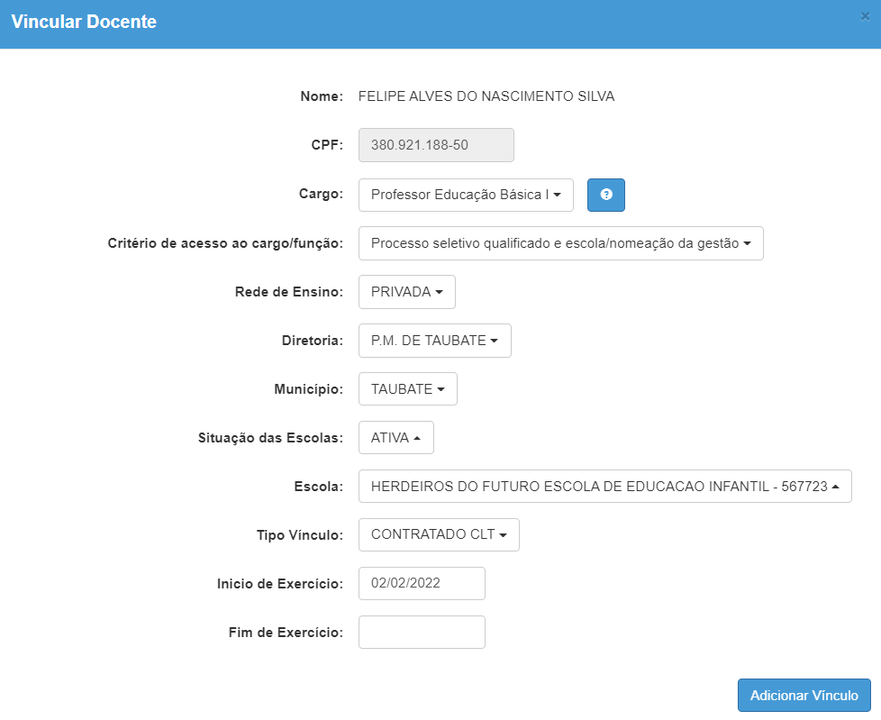 Vincular Docente
×
Nome: FELIPE ALVES DO NASCIMENTO SILVA
CPF: 380.921.188-50
Cargo: Professor Educação Básica I ?
Critério de acesso ao cargo/função: Processo seletivo qualificado e escola/nomeação da gestão
Rede de Ensino: PRIVADA
Diretoria: P.M. DE TAUBATE
Município: TAUBATE
Situação das Escolas: ATIVA
Escola: HERDEIROS DO FUTURO ESCOLA DE EDUCACAO INFANTIL - 567723
Tipo Vínculo: CONTRATADO CLT
Inicio de Exercício: 02/02/2022
Fim de Exercício:
Adicionar Vínculo